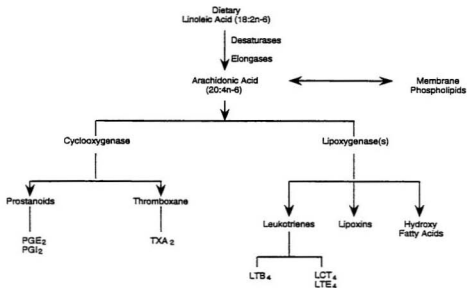 Dietary
Linoleic Acid (18:2n-6)
Desaturases
Elongases
Arachidonic Acid
(20:4n-6)
Membrane
Phospholipids
Cyclooxygenase
Lipoxygenase(s)
Prostanoids
Thromboxane
Leukotrienes
Lipoxins
Hydroxy
Fatty Acids
PGE₂
PGI₂
TXA₂
LTB₄
LCT₄
LTE₄